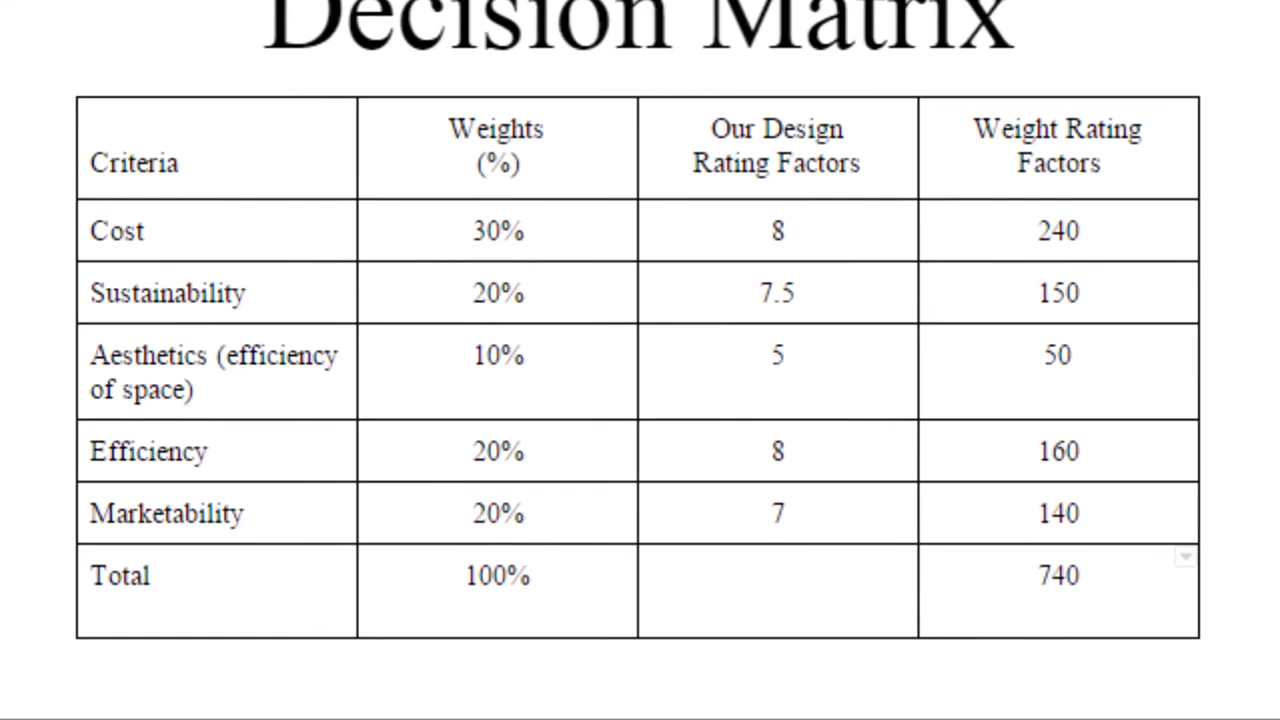 Decision Matrix
Criteria
Weights
(%)
Our Design
Rating Factors
Weight Rating
Factors
Cost 30% 8 240
Sustainability 20% 7.5 150
Aesthetics (efficiency 10% 5 50
of space)
Efficiency 20% 8 160
Marketability 20% 7 140
Total 100% 740